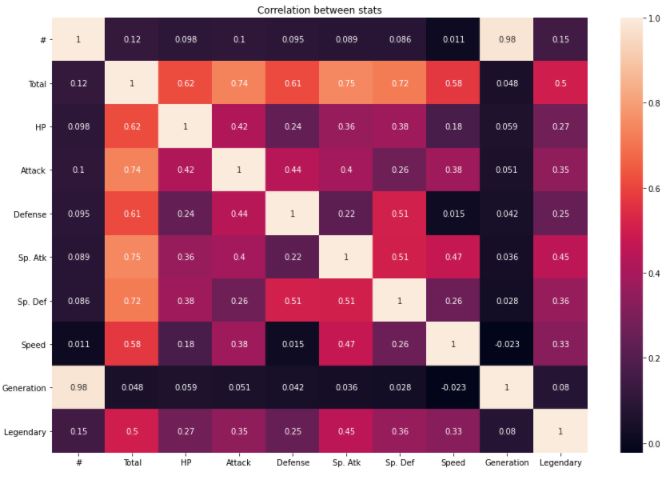 Correlation between stats
# 1 0.12 0.098 0.1 0.095 0.089 0.086 0.011 0.98 0.15
Total 0.12 1 0.62 0.74 0.61 0.75 0.72 0.58 0.048 0.5
HP 0.098 0.62 1 0.42 0.24 0.36 0.38 0.18 0.059 0.27
Attack 0.1 0.74 0.42 1 0.44 0.4 0.26 0.38 0.051 0.35
Defense 0.095 0.61 0.24 0.44 1 0.22 0.51 0.015 0.042 0.25
Sp. Atk 0.089 0.75 0.36 0.4 0.22 1 0.51 0.47 0.036 0.45
Sp. Def 0.086 0.72 0.38 0.26 0.51 0.51 1 0.26 0.028 0.36
Speed 0.011 0.58 0.18 0.38 0.015 0.47 0.26 1 -0.023 0.33
Generation 0.98 0.048 0.059 0.051 0.042 0.036 0.028 -0.023 1 0.08
Legendary 0.15 0.5 0.27 0.35 0.25 0.45 0.36 0.33 0.08 1
# Total HP Attack Defense Sp. Atk Sp. Def Speed Generation Legendary
1.0
0.8
0.6
0.4
0.2
0.0